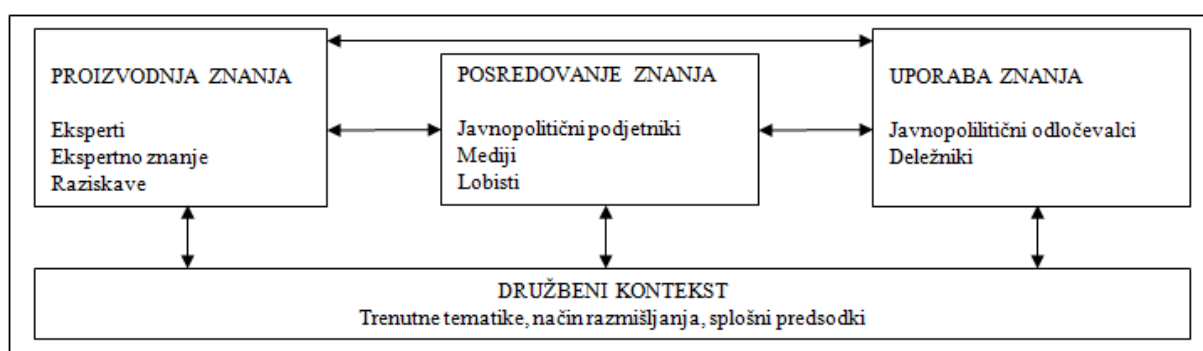 PROIZVODNJA ZNANJA
Eksperti
Ekspertno znanje
Raziskave
POSREDOVANJE ZNANJA
Javnopolitični podjetniki
Mediji
Lobisti
UPORABA ZNANJA
Javnopolilitični odločevalci
Deležniki
DRUŽBENI KONTEKST
Trenutne tematike, način razmišljanja, splošni predsodki